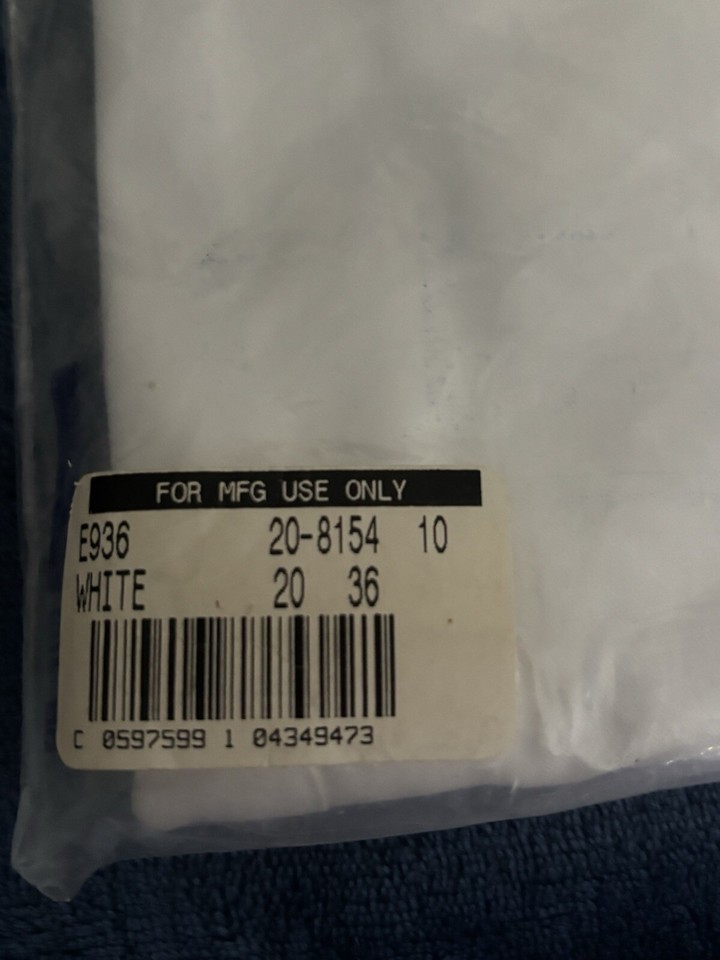 FOR MFG USE ONLY
E936 20-8154 10
WHITE 20 36
C 0597599 1 04349473